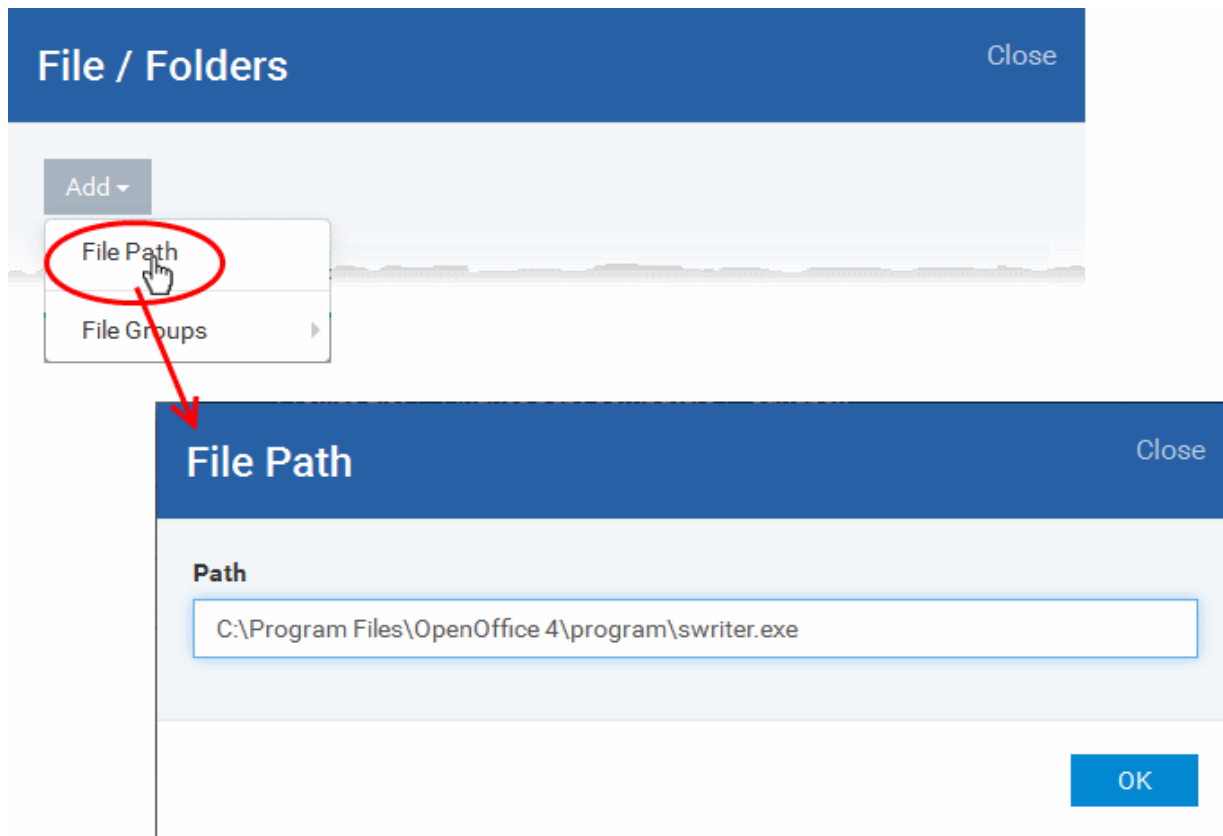 File / Folders
Close
Add
File Path
File Groups
File Path
Close
Path
C:\Program Files\OpenOffice 4\program\swriter.exe
OK